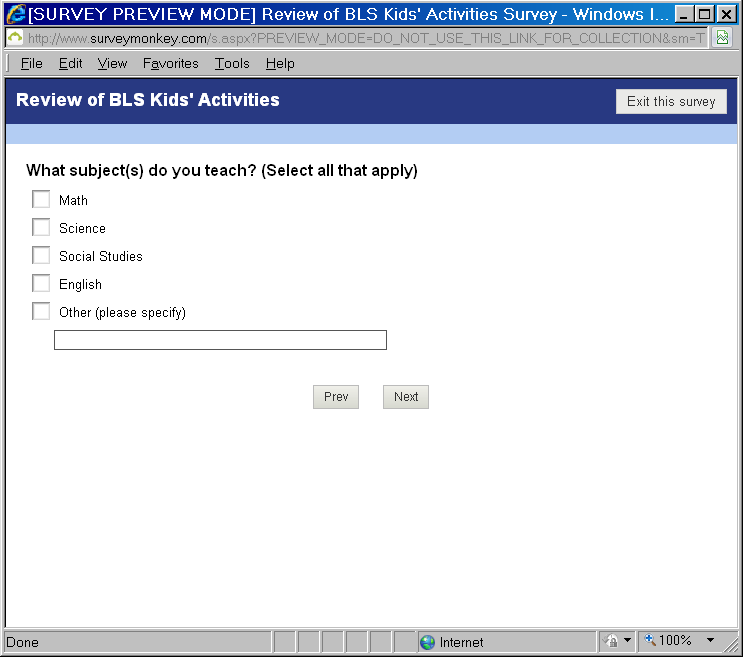 [SURVEY PREVIEW MODE] Review of BLS Kids' Activities Survey - Windows I...
http://www.surveymonkey.com/s.aspx?PREVIEW_MODE=DO_NOT_USE_THIS_LINK_FOR_COLLECTION&sm=T
File Edit View Favorites Tools Help
Review of BLS Kids' Activities
Exit this survey
What subject(s) do you teach? (Select all that apply)
Math
Science
Social Studies
English
Other (please specify)
Prev Next
Done Internet 100%